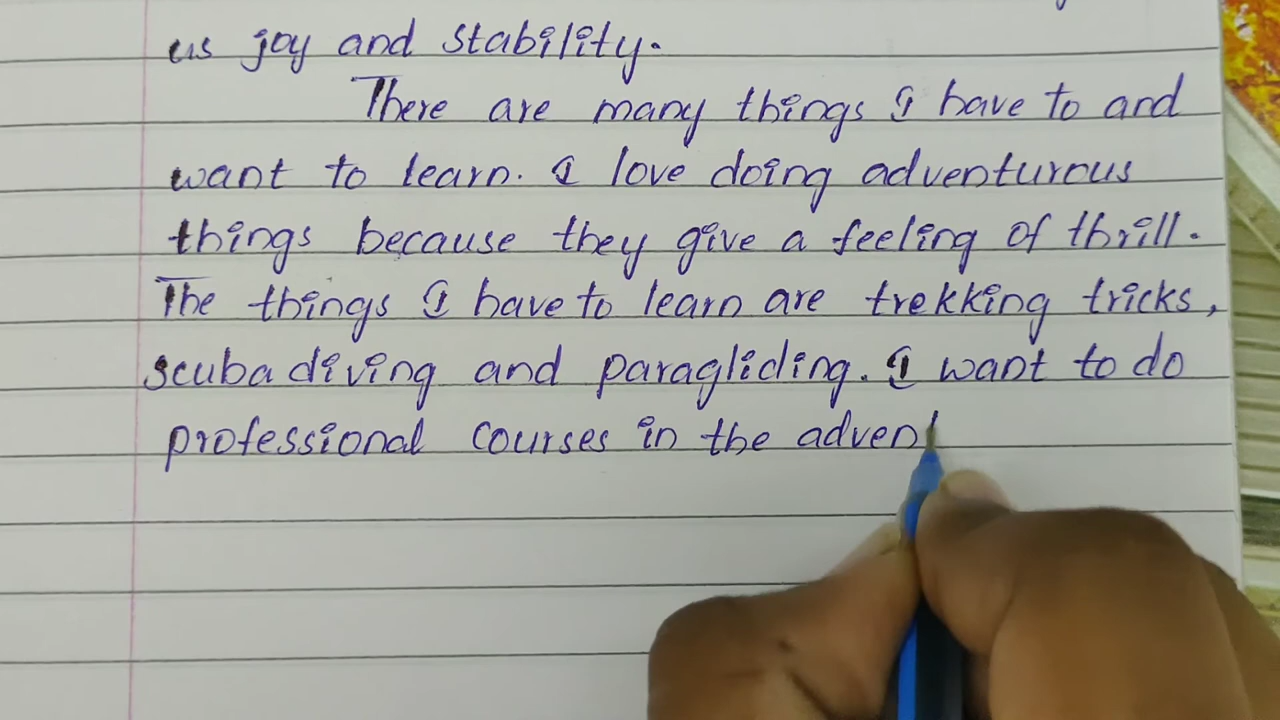 us joy and stability.
There are many things I have to and
want to learn. I love doing adventurous
things because they give a feeling of thrill.
The things I have to learn are trekking tricks,
scuba diving and paragliding. I want to do
professional courses in the advent